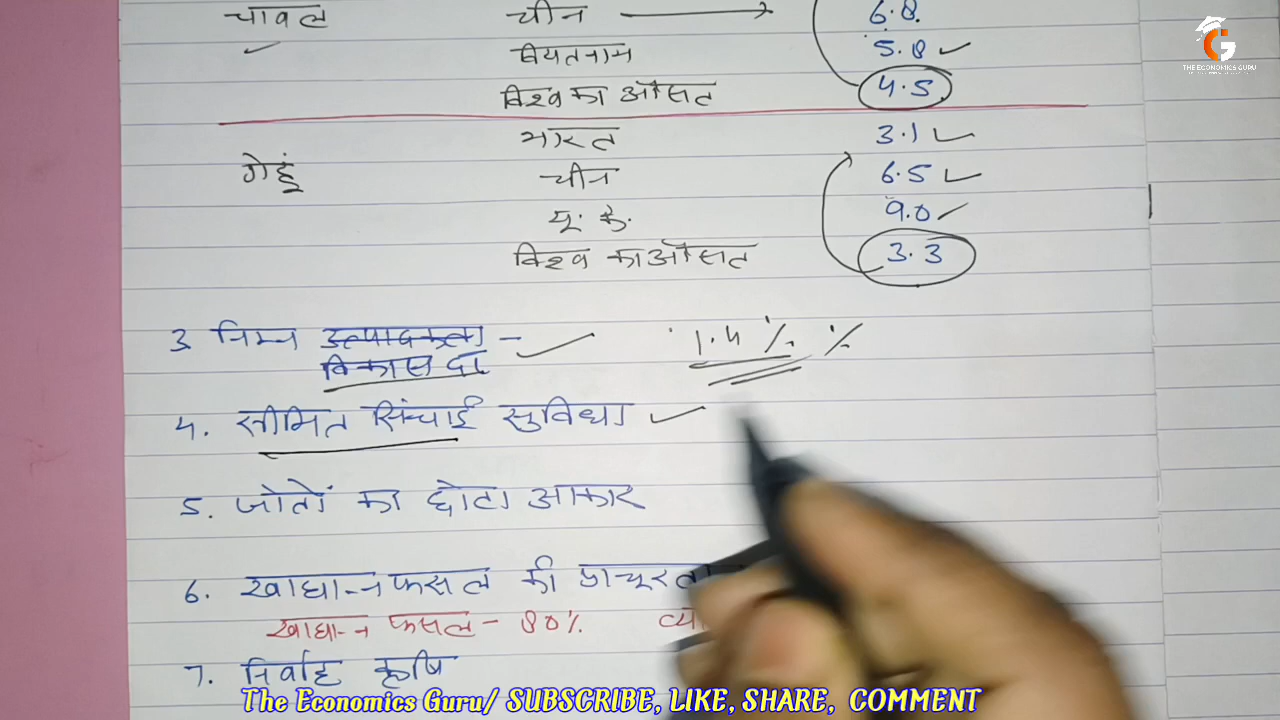 चावल चीन 6.8.
वियतनाम 5.8
विश्व का औसत 4.5
भारत 3.1
गेहूं चीन 6.5
यू. के. 9.0
विश्व का औसत 3.3
3 निम्न उत्पादकता - 1.4 % %
विकास दर
4. सीमित सिंचाई सुविधा
5. जोतों का छोटा आकार
6. खाद्यान्न फसल की प्रचूरता
खाद्यान्न फसल - 80%
7. निर्वाह कृषि
G
THE ECONOMICS GURU
The Economics Guru/ SUBSCRIBE, LIKE, SHARE, COMMENT